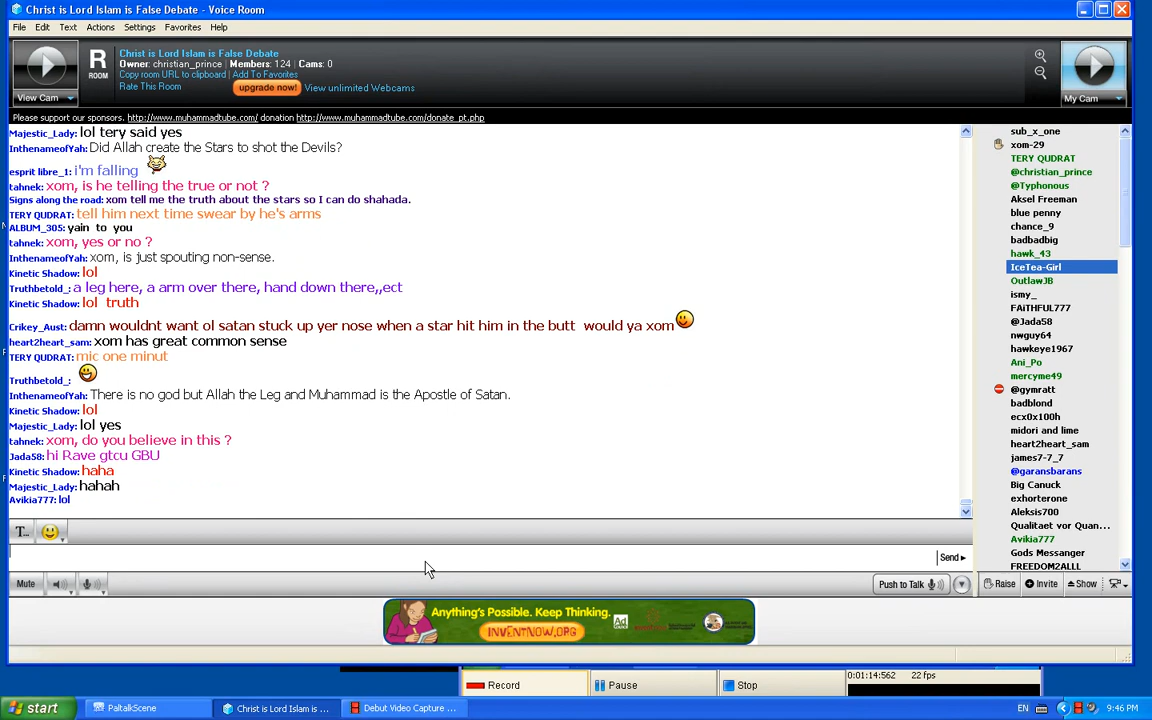 Christ is Lord Islam is False Debate - Voice Room
File Edit Text Actions Settings Favorites Help
R
ROOM
Christ is Lord Islam is False Debate
Owner: christian_prince | Members: 124 | Cams: 0
Copy room URL to clipboard | Add To Favorites
Rate This Room upgrade now! View unlimited Webcams
View Cam
My Cam
Please support our sponsors. http://www.muhammadtube.com/ donation http://www.muhammadtube.com/donate_pt.php
Majestic_Lady: lol tery said yes
InthenameofYah: Did Allah create the Stars to shot the Devils?
esprit libre_1: i'm falling
tahnek: xom, is he telling the true or not ?
Signs along the road: xom tell me the truth about the stars so I can do shahada.
TERY QUDRAT: tell him next time swear by he's arms
ALBUM_305: yain to you
tahnek: xom, yes or no ?
InthenameofYah: xom, is just spouting non-sense.
Kinetic Shadow: lol
Truthbetold_: a leg here, a arm over there, hand down there,,ect
Kinetic Shadow: lol truth
Crikey_Aust: damn wouldnt want ol satan stuck up yer nose when a star hit him in the butt would ya xom
heart2heart_sam: xom has great common sense
TERY QUDRAT: mic one minut
Truthbetold_:
InthenameofYah: There is no god but Allah the Leg and Muhammad is the Apostle of Satan.
Kinetic Shadow: lol
Majestic_Lady: lol yes
tahnek: xom, do you believe in this ?
Jada58: hi Rave gtcu GBU
Kinetic Shadow: haha
Majestic_Lady: hahah
Avikia777: lol
sub_x_one
xom-29
TERY QUDRAT
@christian_prince
@Typhonous
Aksel Freeman
blue penny
chance_9
badbadbig
hawk_43
IceTea-Girl
OutlawJB
ismy_
FAiTHFUL777
@Jada58
nwguy64
hawkeye1967
Ani_Po
mercyme49
@gymratt
badblond
ecx0x100h
midori and lime
heart2heart_sam
james7-7_7
@garansbarans
Big Canuck
exhorterone
Aleksis700
Qualitaet vor Quan...
Avikia777
Gods Messanger
FREEDOM2ALLL
T...
Send
Mute
Push to Talk
Raise Invite Show
Anything's Possible. Keep Thinking.
INVENTNOW.ORG
Ad
Record Pause Stop
0:01:14:562 22 fps
start PaltalkScene Christ is Lord Islam is ... Debut Video Capture ... EN 9:46 PM